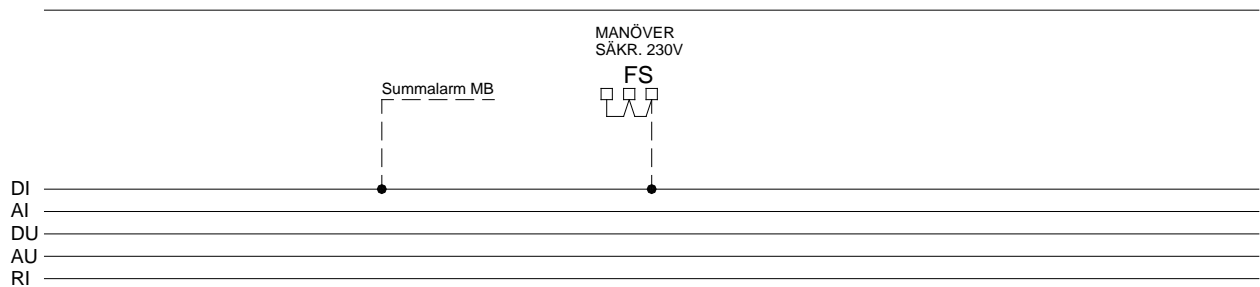 MANÖVER
SÄKR. 230V
FS
Summalarm MB
DI
AI
DU
AU
RI